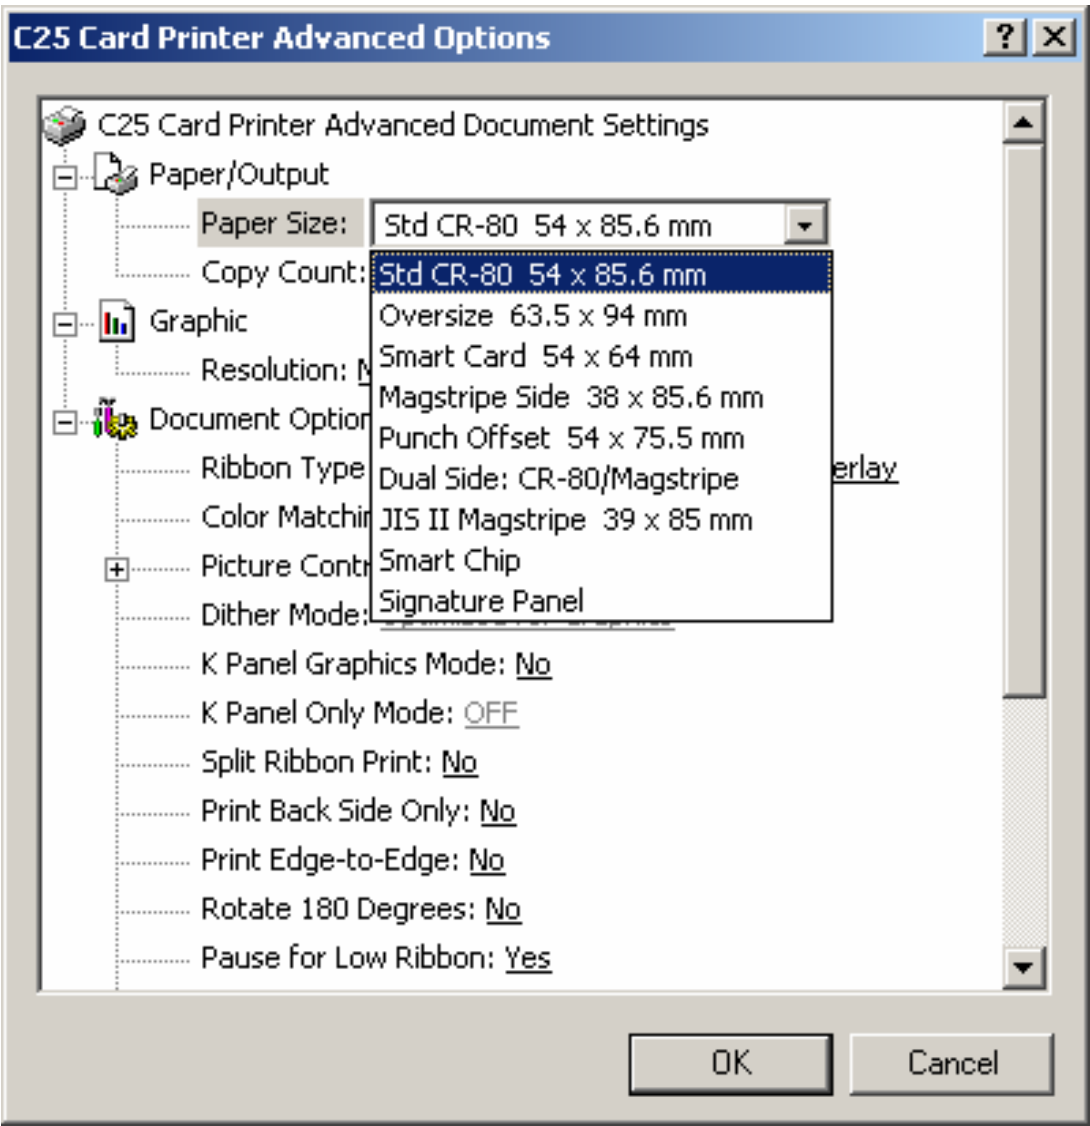 C25 Card Printer Advanced Options
C25 Card Printer Advanced Document Settings
Paper/Output
Paper Size: Std CR-80 54 x 85.6 mm
Copy Count:
Std CR-80 54 x 85.6 mm
Oversize 63.5 x 94 mm
Smart Card 54 x 64 mm
Magstripe Side 38 x 85.6 mm
Punch Offset 54 x 75.5 mm
Dual Side: CR-80/Magstripe
JIS II Magstripe 39 x 85 mm
Smart Chip
Signature Panel
Graphic
Resolution:
Document Option
Ribbon Type erlay
Color Matchin
Picture Contr
Dither Mode:
K Panel Graphics Mode: No
K Panel Only Mode: OFF
Split Ribbon Print: No
Print Back Side Only: No
Print Edge-to-Edge: No
Rotate 180 Degrees: No
Pause for Low Ribbon: Yes
OK Cancel